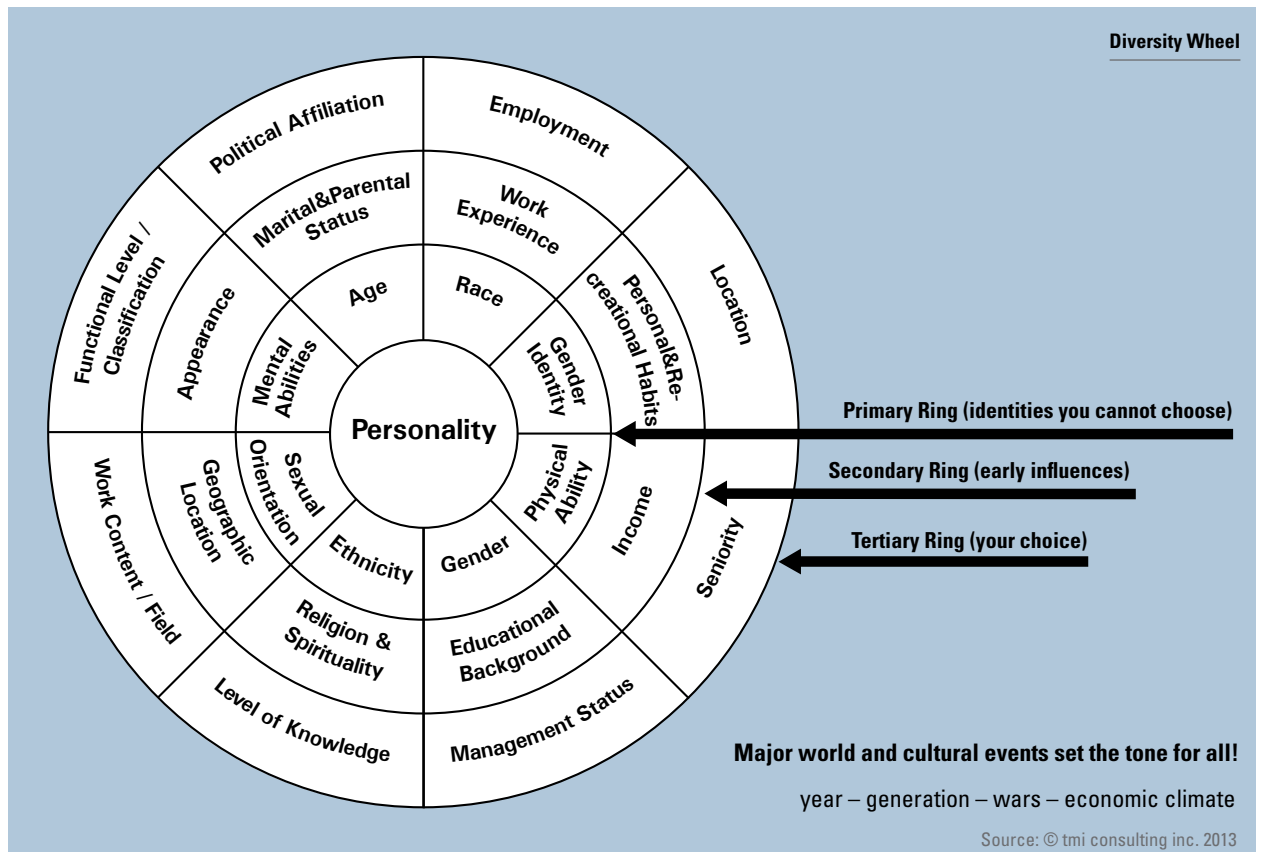 Diversity Wheel
Political Affiliation
Employment
Location
Seniority
Management Status
Level of Knowledge
Work Content / Field
Functional Level /
Classification
Marital&Parental
Status
Work
Experience
Personal&Re-
creational Habits
Income
Educational
Background
Religion &
Spirituality
Geographic
Location
Appearance
Age
Race
Gender
Identity
Physical
Ability
Gender
Ethnicity
Sexual
Orientation
Mental
Abilities
Personality
Primary Ring (identities you cannot choose)
Secondary Ring (early influences)
Tertiary Ring (your choice)
Major world and cultural events set the tone for all!
year – generation – wars – economic climate
Source: © tmi consulting inc. 2013